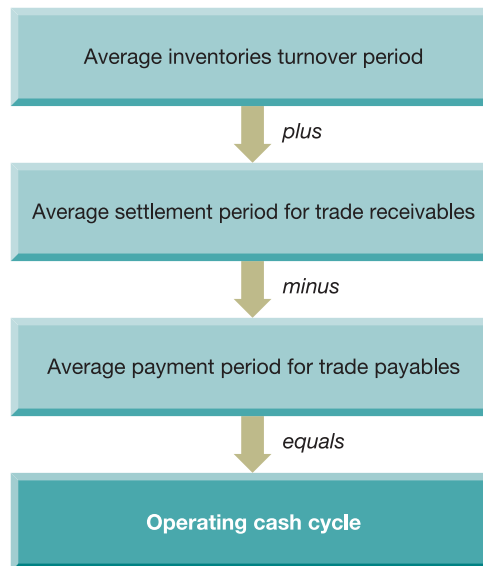 Average inventories turnover period
plus
Average settlement period for trade receivables
minus
Average payment period for trade payables
equals
Operating cash cycle